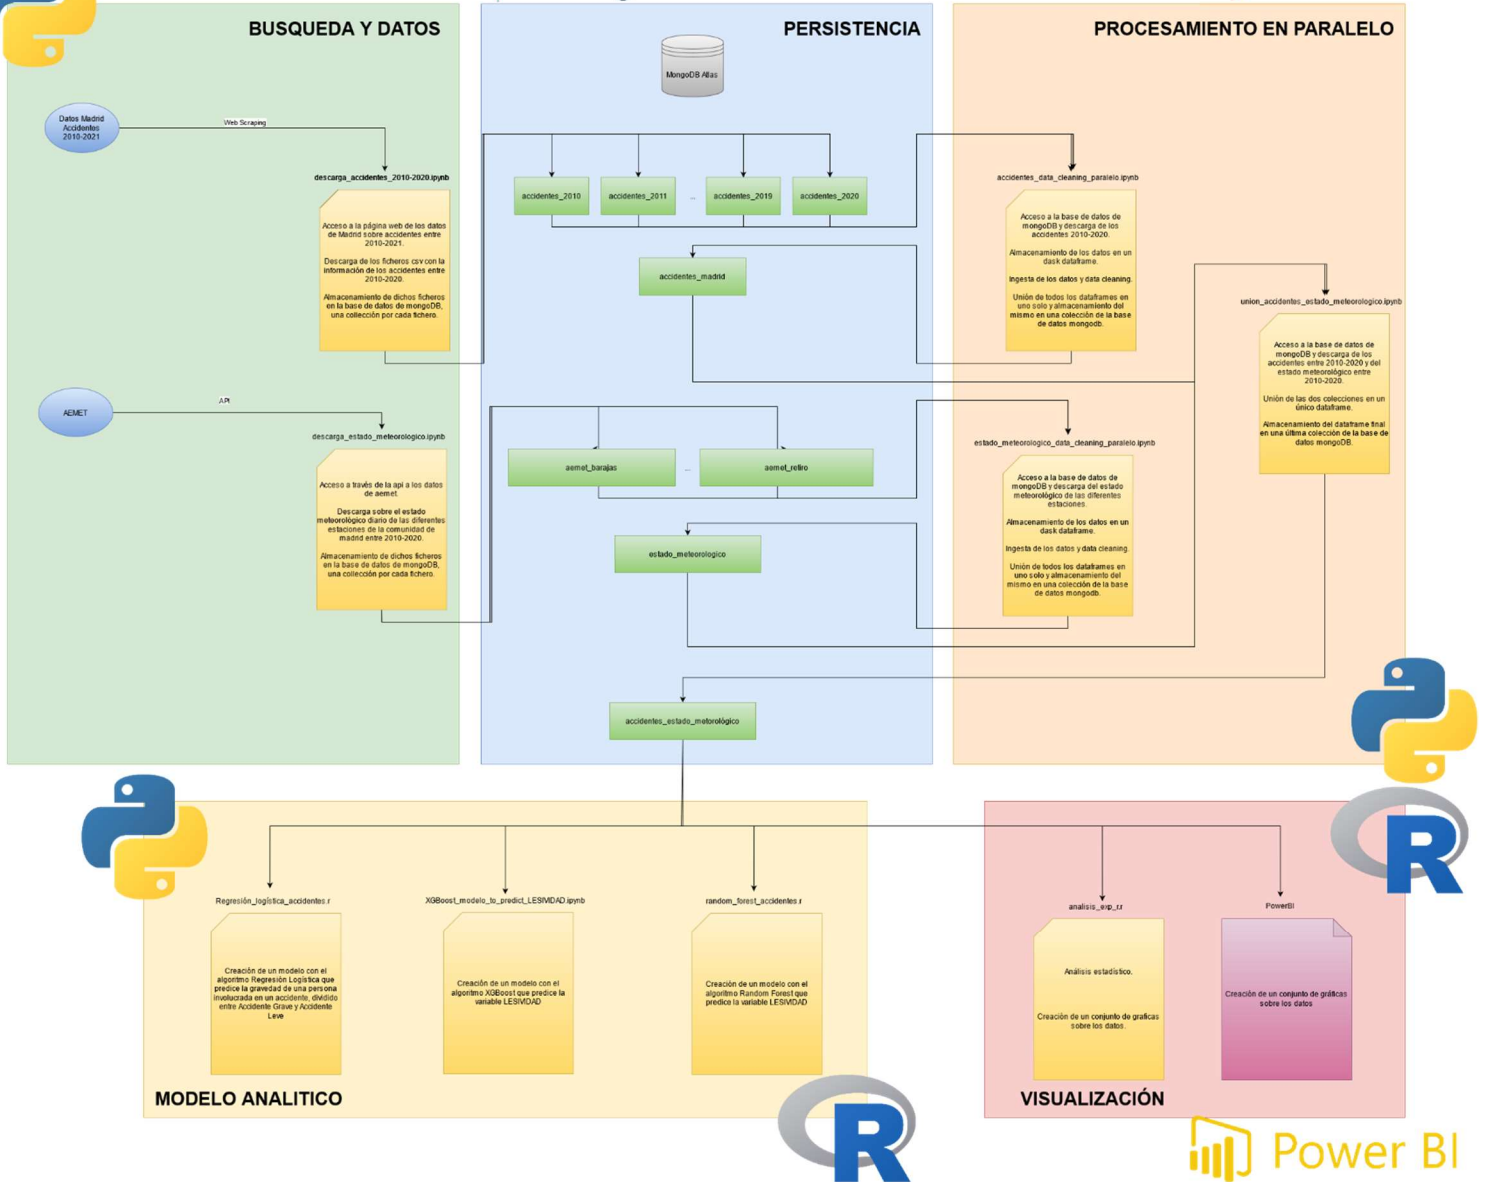 BUSQUEDA Y DATOS
Datos Madrid
Accidentes
2010-2021
Web Scraping
descarga_accidentes_2010-2020.ipynb
Acceso a la página web de los datos
de Madrid sobre accidentes entre
2010-2021.
Descarga de los ficheros csv con la
información de los accidentes entre
2010-2020.
Almacenamiento de dichos ficheros
en la base de datos de mongoDB,
una collección por cada fichero.
AEMET
API
descarga_estado_meteorologico.ipynb
Acceso a través de la api a los datos
de aemet.
Descarga sobre el estado
meteorológico diario de las diferentes
estaciones de la comunidad de
madrid entre 2010-2020.
Almacenamiento de dichos ficheros
en la base de datos de mongoDB,
una collección por cada fichero.
PERSISTENCIA
MongoDB Atlas
accidentes_2010
accidentes_2011
...
accidentes_2019
accidentes_2020
accidentes_madrid
aemet_barajas
...
aemet_retiro
estado_meteorologico
accidentes_estado_metorológico
PROCESAMIENTO EN PARALELO
accidentes_data_cleaning_paralelo.ipynb
Acceso a la base de datos de
mongoDB y descarga de los
accidentes 2010-2020.
Almacenamiento de los datos en un
dask dataframe.
Ingesta de los datos y data cleaning.
Unión de todos los dataframes en
uno solo y almacenamiento del
mismo en una colección de la base
de datos mongodb.
union_accidentes_estado_meteorologico.ipynb
Acceso a la base de datos de
mongoDB y descarga de los
accidentes entre 2010-2020 y del
estado meteorológico entre
2010-2020.
Unión de las dos colecciones en un
único dataframe.
Almacenamiento del dataframe final
en una última colección de la base de
datos mongoDB.
estado_meteorologico_data_cleaning_paralelo.ipynb
Acceso a la base de datos de
mongoDB y descarga del estado
meteorológico de las diferentes
estaciones.
Almacenamiento de los datos en un
dask dataframe.
Ingesta de los datos y data cleaning.
Unión de todos los dataframes en
uno solo y almacenamiento del
mismo en una colección de la base
de datos mongodb.
Regresión_logística_accidentes.r
Creación de un modelo con el
algoritmo Regresión Logística que
predice la gravedad de una persona
involucrada en un accidente, dividido
entre Accidente Grave y Accidente
Leve
XGBoost_modelo_to_predict_LESIVIDAD.ipynb
Creación de un modelo con el
algoritmo XGBoost que predice la
variable LESIVIDAD
random_forest_accidentes.r
Creación de un modelo con el
algoritmo Random Forest que
predice la variable LESIVIDAD
MODELO ANALITICO
R
analisis_exp_r.r
Análisis estadístico.
Creación de un conjunto de graficas
sobre los datos.
PowerBI
Creación de un conjunto de gráficas
sobre los datos
VISUALIZACIÓN
R
Power BI